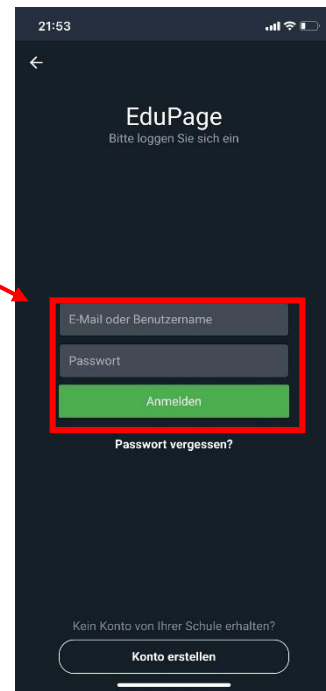 21:53
EduPage
Bitte loggen Sie sich ein
E-Mail oder Benutzername
Passwort
Anmelden
Passwort vergessen?
Kein Konto von Ihrer Schule erhalten?
Konto erstellen